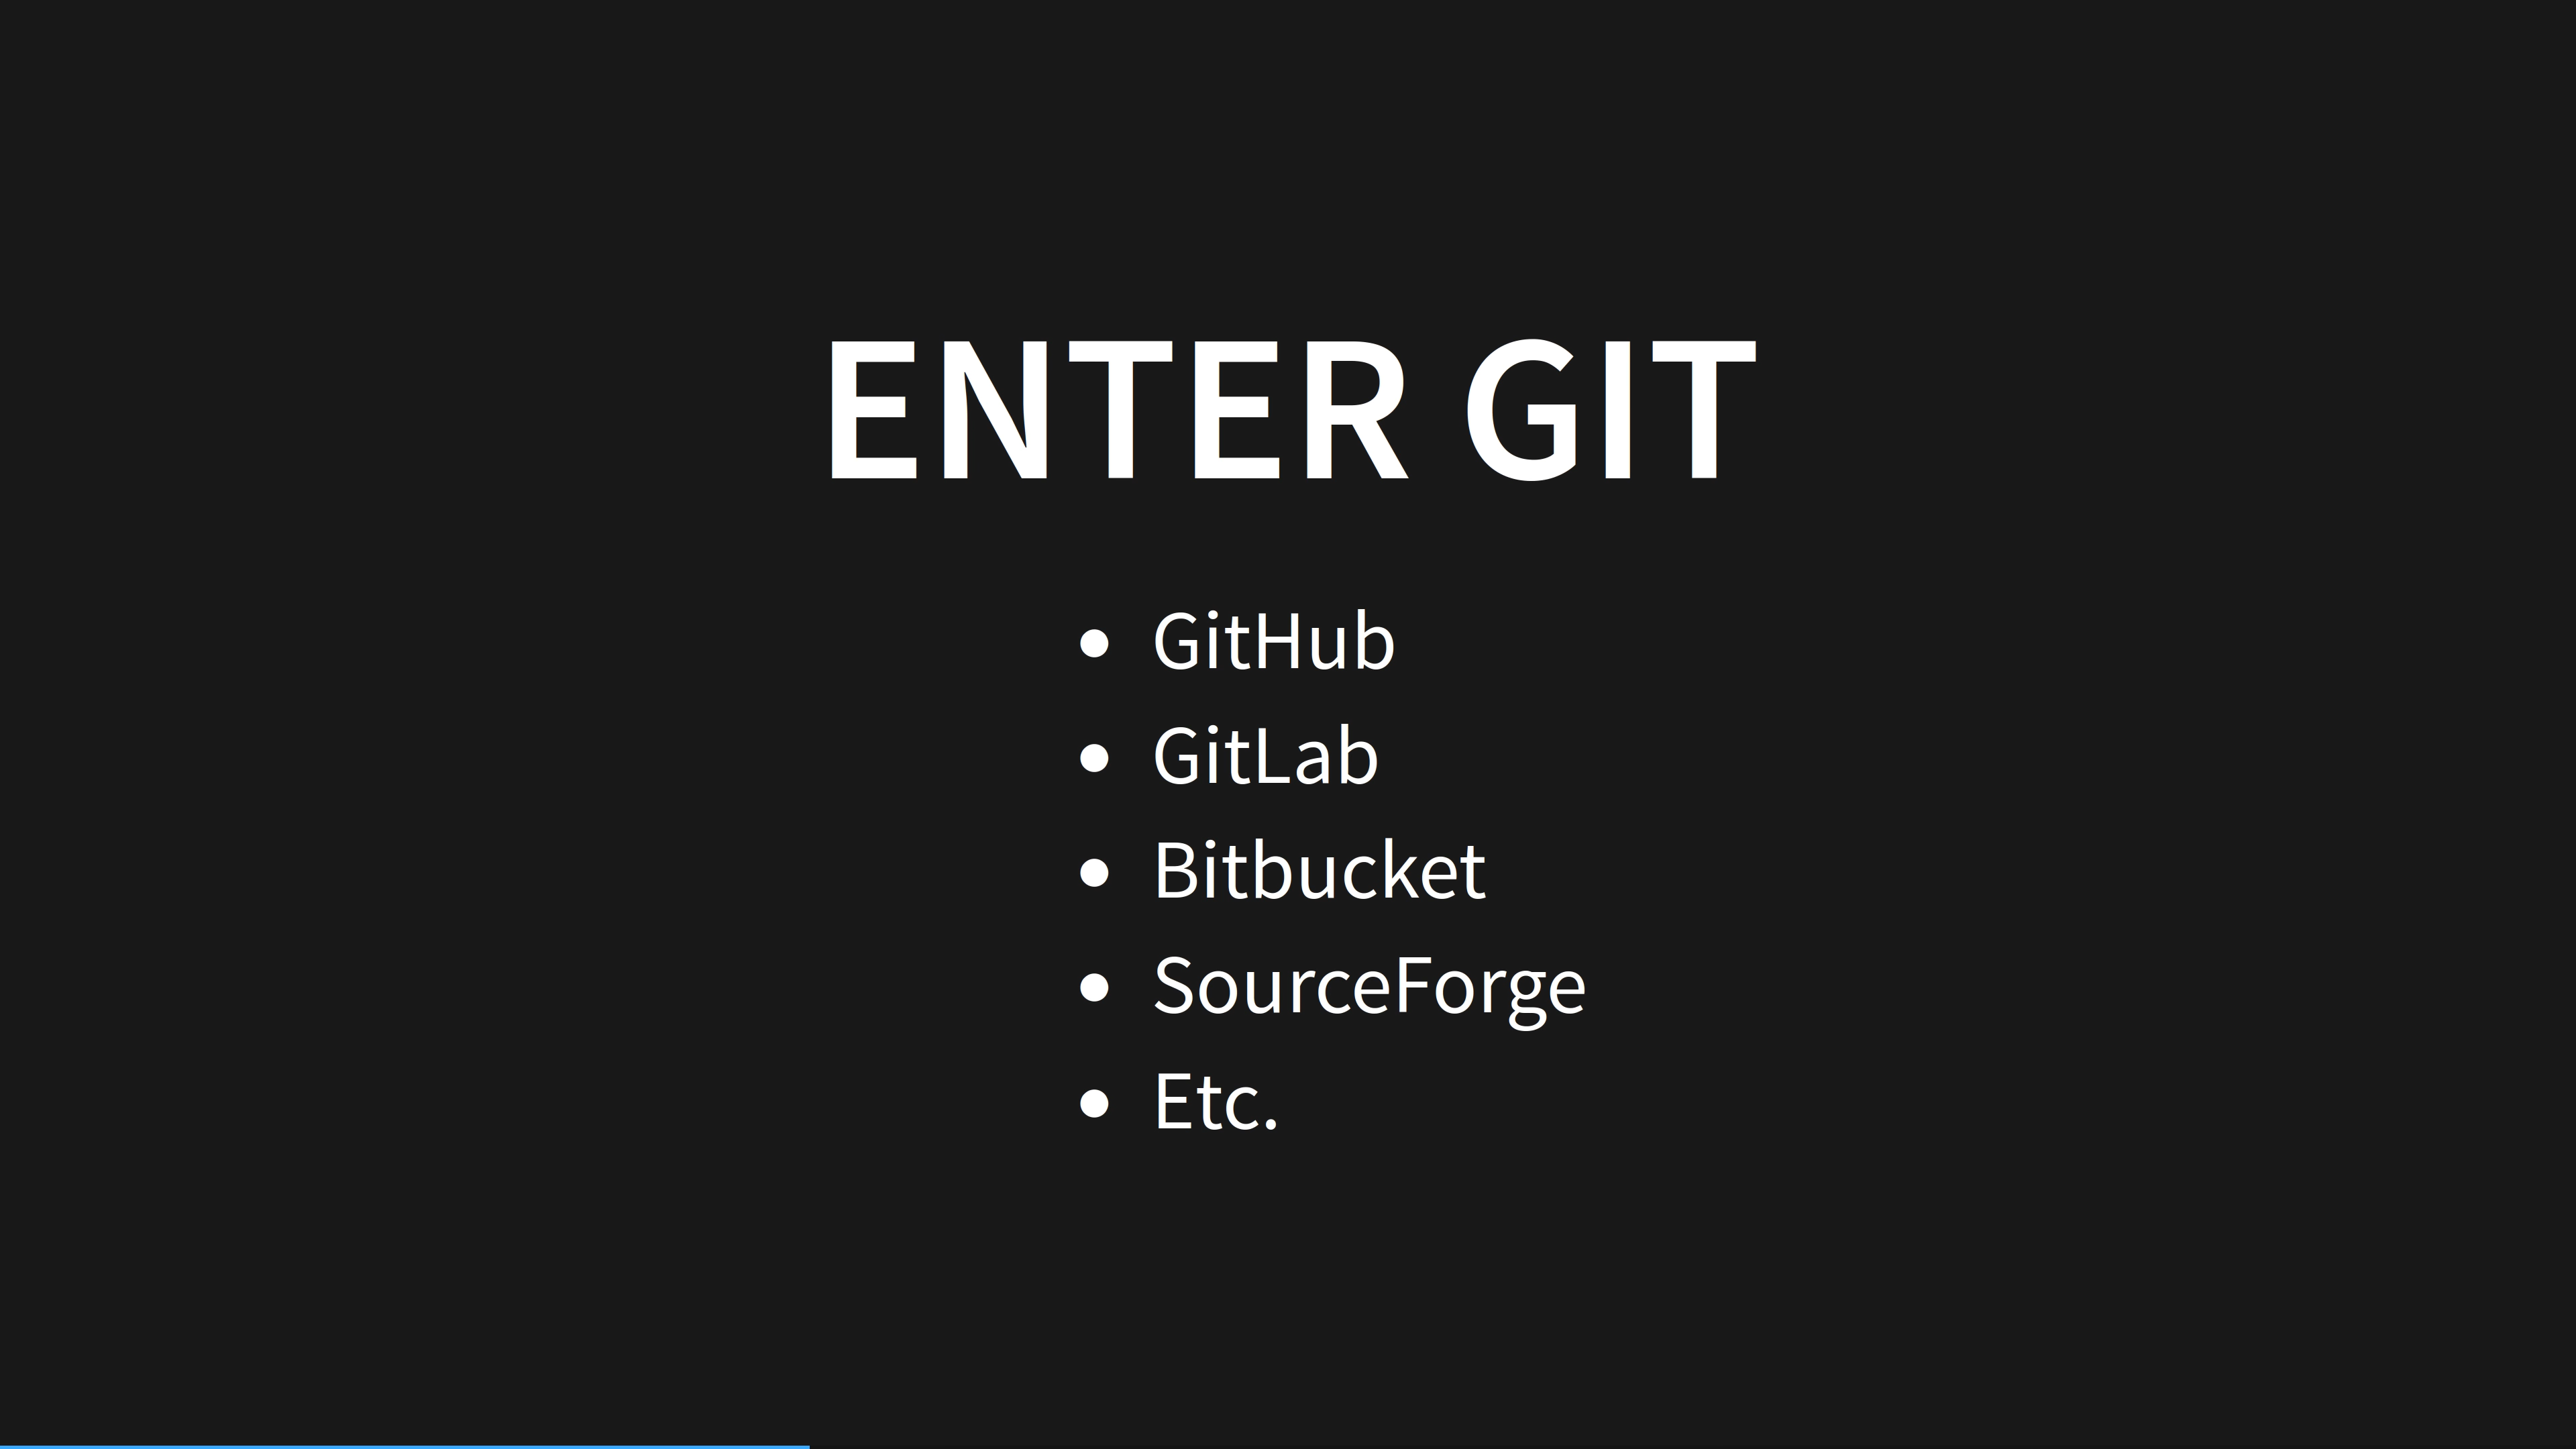 ENTER GIT
• GitHub
• GitLab
• Bitbucket
• SourceForge
• Etc.